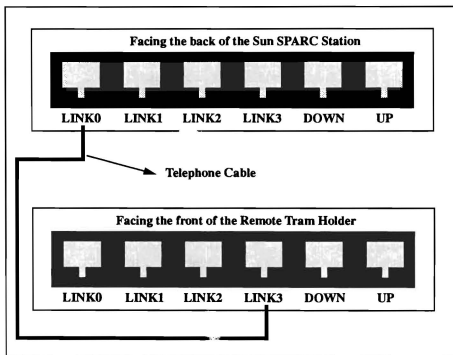 Facing the back of the Sun SPARC Station
LINK0 LINK1 LINK2 LINK3 DOWN UP
Telephone Cable
Facing the front of the Remote Tram Holder
LINK0 LINK1 LINK2 LINK3 DOWN UP